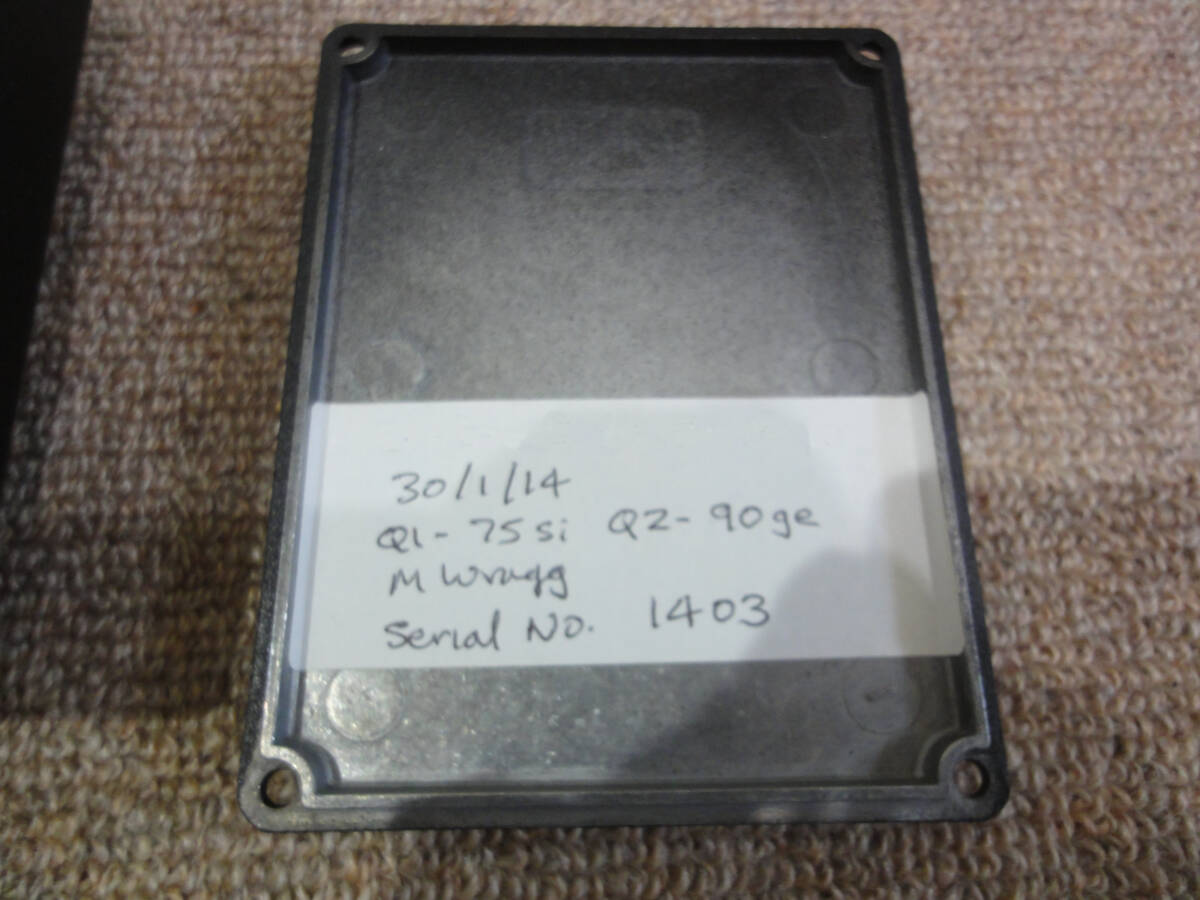 30/1/14
Q1- 75si Q2- 90ge
M Wragg
Serial No. 1403